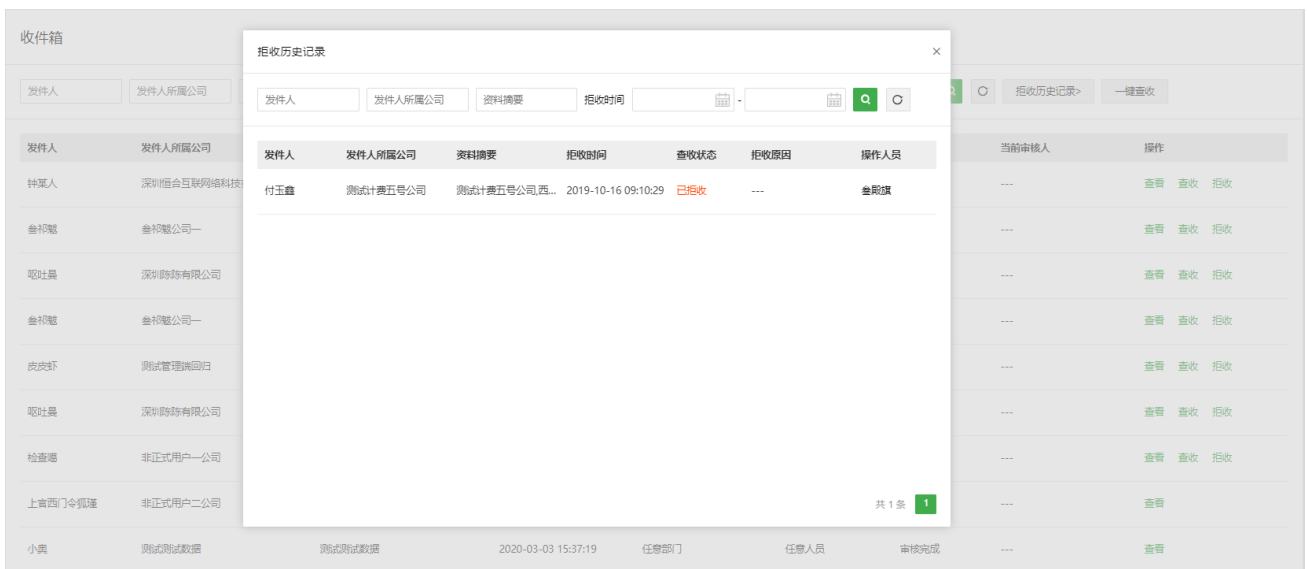 收件箱
拒收历史记录 ×
发件人 发件人所属公司
发件人 发件人所属公司 资料摘要 拒收时间 -
拒收历史记录> 一键查收
发件人 发件人所属公司
发件人 发件人所属公司 资料摘要 拒收时间 查收状态 拒收原因 操作人员
当前审核人 操作
钟某人 深圳恒会互联网络科技
付玉鑫 测试计费五号公司 测试计费五号公司,西... 2019-10-16 09:10:29 已拒收 --- 叁殿旗
--- 查看 查收 拒收
叁祁魃 叁祁魃公司一 --- 查看 查收 拒收
呕吐曼 深圳陈陈有限公司 --- 查看 查收 拒收
叁祁魃 叁祁魃公司一 --- 查看 查收 拒收
皮皮虾 测试管理端回归 --- 查看 查收 拒收
呕吐曼 深圳陈陈有限公司 --- 查看 查收 拒收
检查喵 非正式用户一公司 --- 查看 查收 拒收
上官西门令狐瑾 非正式用户二公司 --- 查看
共 1 条 1
小奥 测试测试数据 测试测试数据 2020-03-03 15:37:19 任意部门 任意人员 审核完成 --- 查看